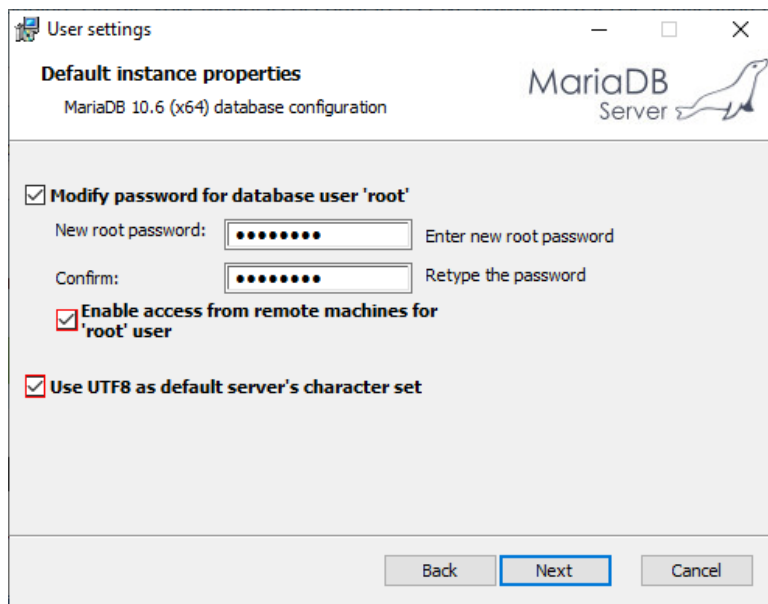 User settings
Default instance properties
MariaDB 10.6 (x64) database configuration
MariaDB
Server
Modify password for database user 'root'
New root password: ●●●●●●●● Enter new root password
Confirm: ●●●●●●●● Retype the password
Enable access from remote machines for
'root' user
Use UTF8 as default server's character set
Back Next Cancel